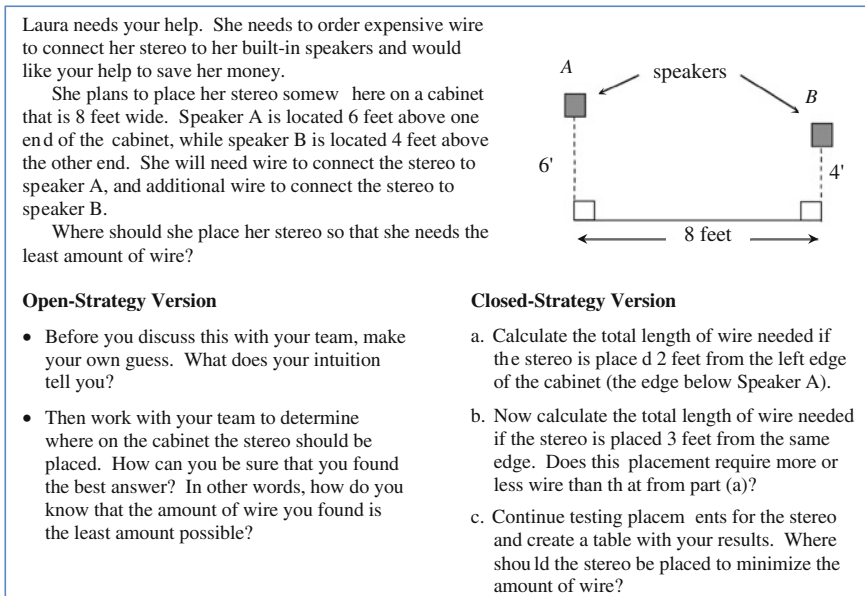 Laura needs your help. She needs to order expensive wire
to connect her stereo to her built-in speakers and would
like your help to save her money.
She plans to place her stereo somew here on a cabinet
that is 8 feet wide. Speaker A is located 6 feet above one
en d of the cabinet, while speaker B is located 4 feet above
the other end. She will need wire to connect the stereo to
speaker A, and additional wire to connect the stereo to
speaker B.
Where should she place her stereo so that she needs the
least amount of wire?
A
speakers
B
6'
4'
8 feet
Open-Strategy Version
• Before you discuss this with your team, make
your own guess. What does your intuition
tell you?
• Then work with your team to determine
where on the cabinet the stereo should be
placed. How can you be sure that you found
the best answer? In other words, how do you
know that the amount of wire you found is
the least amount possible?
Closed-Strategy Version
a. Calculate the total length of wire needed if
the stereo is place d 2 feet from the left edge
of the cabinet (the edge below Speaker A).
b. Now calculate the total length of wire needed
if the stereo is placed 3 feet from the same
edge. Does this placement require more or
less wire than th at from part (a)?
c. Continue testing placem ents for the stereo
and create a table with your results. Where
shou ld the stereo be placed to minimize the
amount of wire?